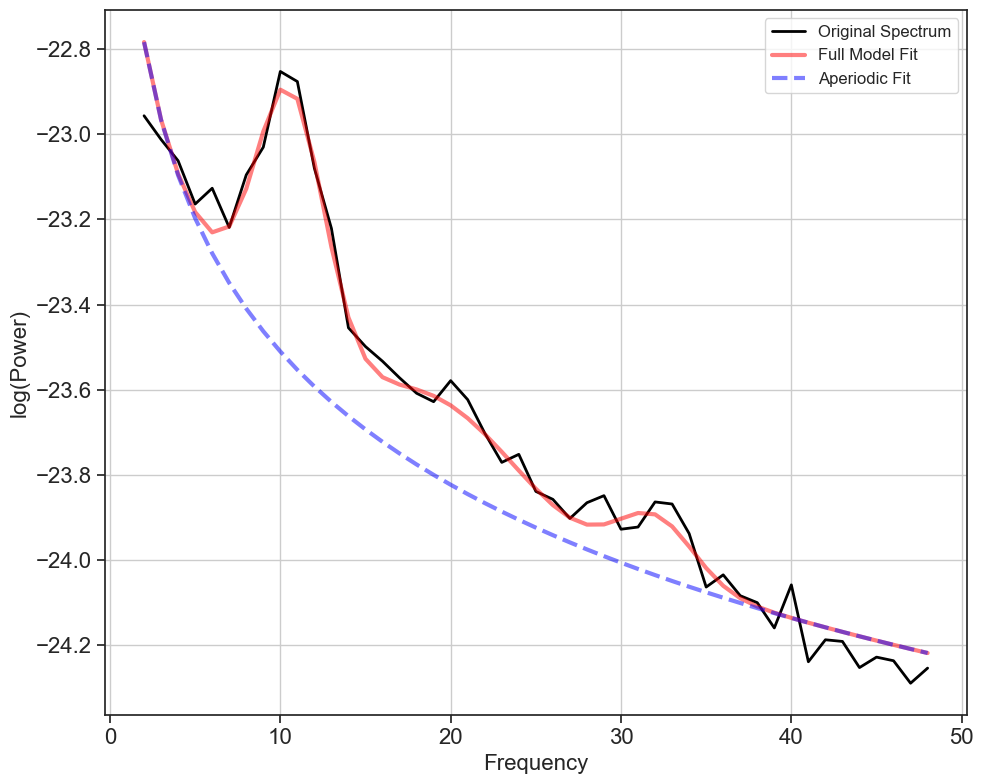 Original Spectrum
Full Model Fit
Aperiodic Fit
−22.8
−23.0
−23.2
−23.4
−23.6
−23.8
−24.0
−24.2
log(Power)
0 10 20 30 40 50
Frequency